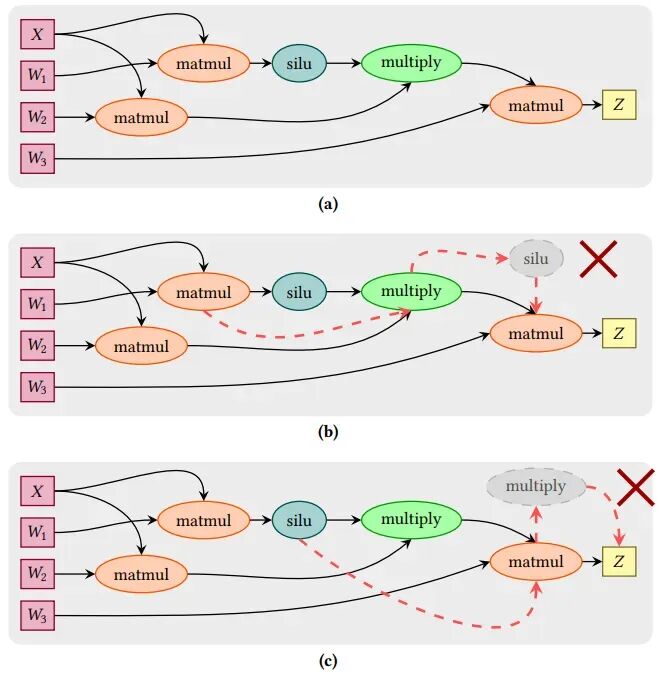 X
W₁
W₂
W₃
matmul
silu
multiply
matmul
matmul
Z
(a)
X
W₁
W₂
W₃
matmul
silu
multiply
silu
matmul
matmul
Z
(b)
X
W₁
W₂
W₃
matmul
silu
multiply
multiply
matmul
matmul
Z
(c)